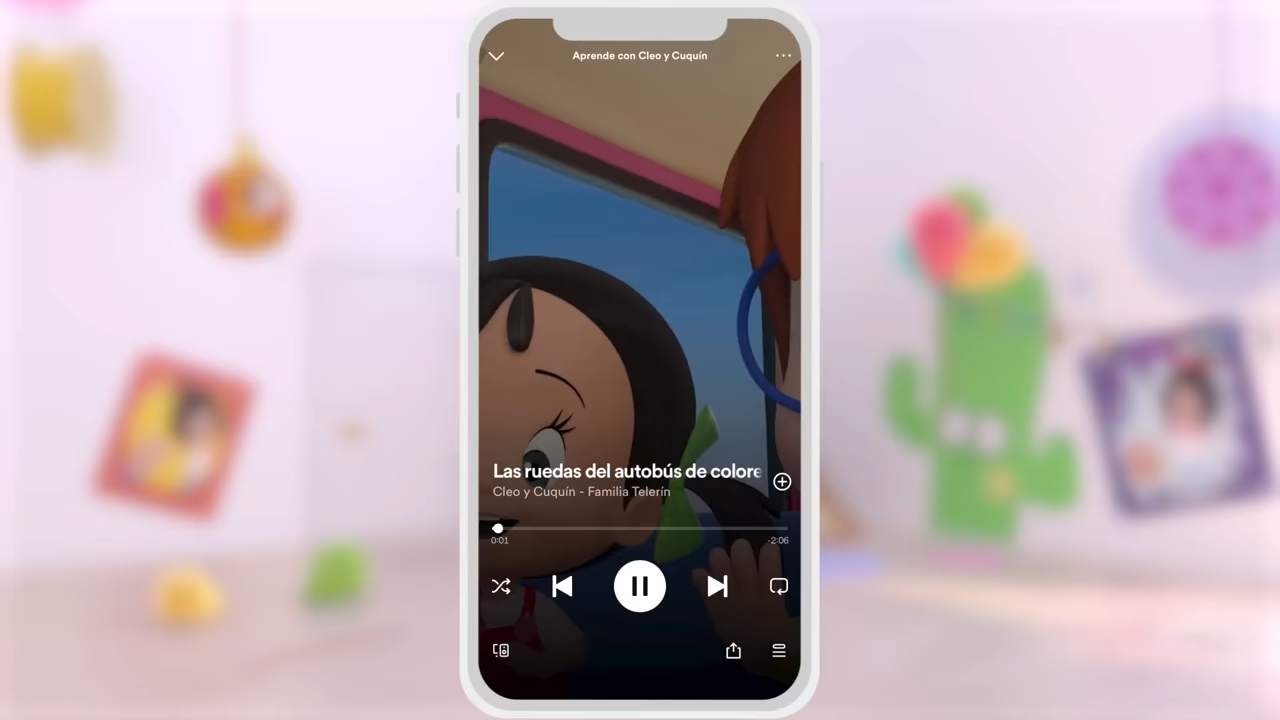 Aprende con Cleo y Cuquín
Las ruedas del autobús de colore
Cleo y Cuquín - Familia Telerín
0:01
-2:06